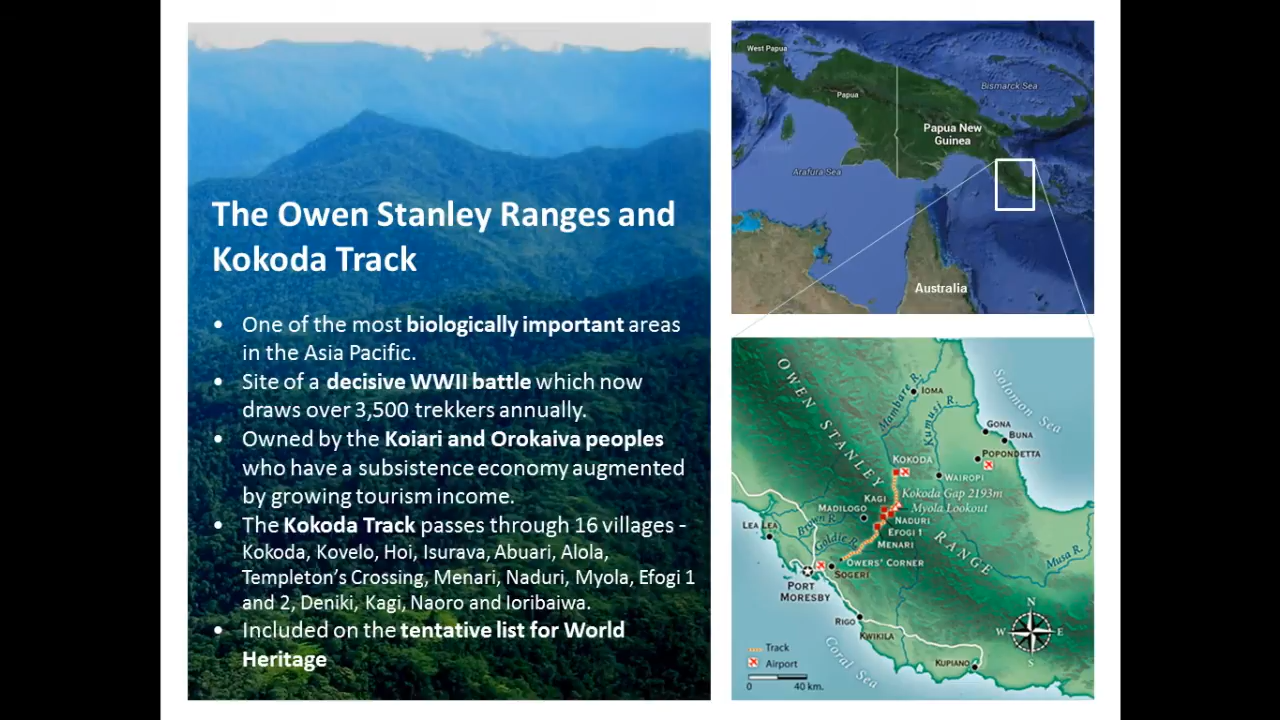 The Owen Stanley Ranges and
Kokoda Track
• One of the most biologically important areas
in the Asia Pacific.
• Site of a decisive WWII battle which now
draws over 3,500 trekkers annually.
• Owned by the Koiari and Orokaiva peoples
who have a subsistence economy augmented
by growing tourism income.
• The Kokoda Track passes through 16 villages -
Kokoda, Kovelo, Hoi, Isurava, Abuari, Alola,
Templeton's Crossing, Menari, Naduri, Myola, Efogi 1
and 2, Deniki, Kagi, Naoro and Ioribaiwa.
• Included on the tentative list for World
Heritage
West Papua
Papua
Bismarck Sea
Papua New
Guinea
Arafura Sea
Australia
OWEN STANLEY RANGE
Mambare R.
IOMA
Kumusi R.
Solomon Sea
GONA
BUNA
POPONDETTA
KOKODA
WAIROPI
Kokoda Gap 2193m
KAGI
Myola Lookout
MADILOGO
NADURI
LEA LEA
Brown R.
EFOGI 1
Goldie R.
MENARI
OWERS' CORNER
Musa R.
SOGERI
PORT
MORESBY
RIGO
KWIKILA
N
W
E
S
Coral Sea
KUPIANO
Track
Airport
0
40 km.